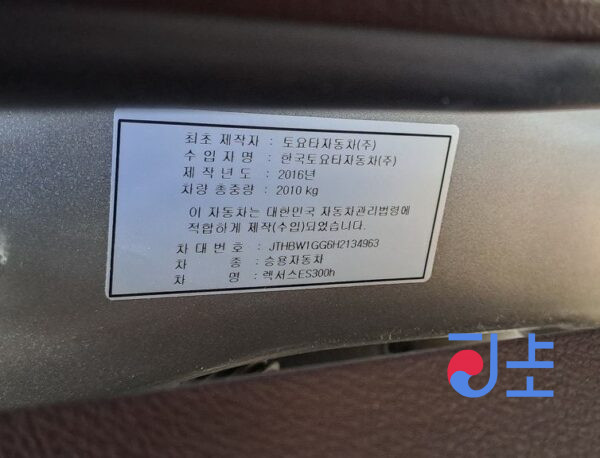 최초 제작자 : 토요타자동차(주)
수 입 자 명 : 한국토요타자동차(주)
제 작 년 도 : 2016년
차량 총중량 : 2010 kg
이 자동차는 대한민국 자동차관리법령에
적합하게 제작(수입)되었습니다.
차 대 번 호 : JTHBW1GG6H2134963
차 종 : 승용자동차
차 명 : 렉서스ES300h